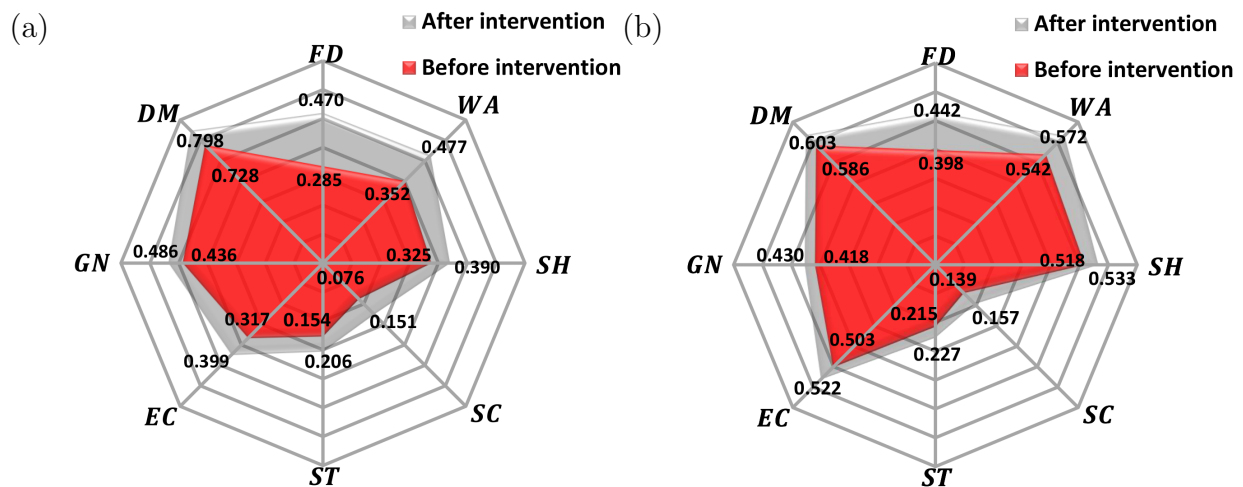 (a)
After intervention
Before intervention
FD
WA
SH
SC
ST
EC
GN
DM
0.470
0.477
0.798
0.728
0.285
0.352
0.486
0.436
0.325
0.390
0.076
0.317
0.154
0.151
0.399
0.206
(b)
After intervention
Before intervention
FD
WA
SH
SC
ST
EC
GN
DM
0.442
0.572
0.603
0.586
0.398
0.542
0.430
0.418
0.518
0.533
0.139
0.215
0.157
0.503
0.227
0.522